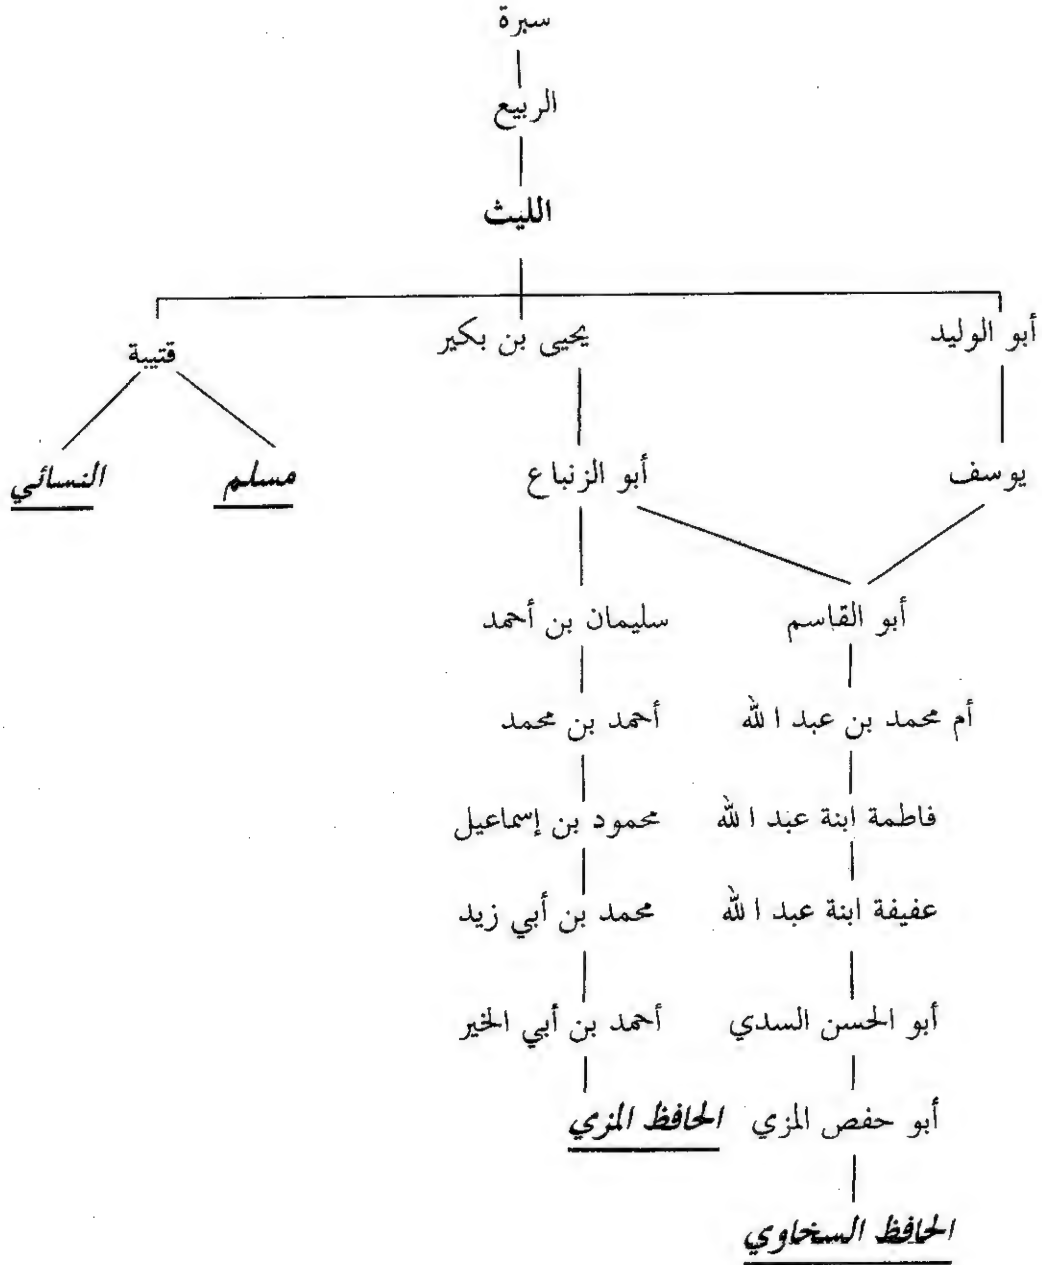 سبرة
الربيع
الليث
أبو الوليد يحيى بن بكير قتيبة
يوسف أبو الزنباع مسلم النسائي
أبو القاسم سليمان بن أحمد
أم محمد بن عبد الله أحمد بن محمد
فاطمة ابنة عبد الله محمود بن إسماعيل
عفيفة ابنة عبد الله محمد بن أبي زيد
أبو الحسن السدي أحمد بن أبي الخير
أبو حفص المزي الحافظ المزي
الحافظ السخاوي